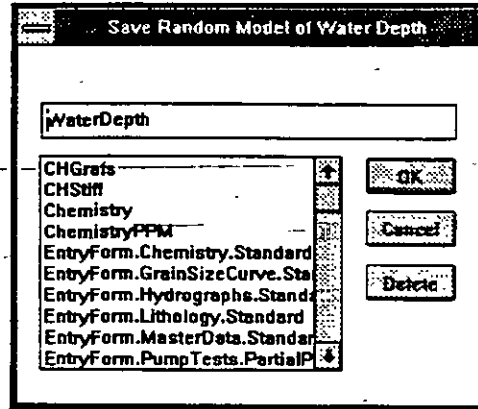 Save Random Model of Water Depth
WaterDepth
CHGrafs
CHStiff
Chemistry
ChemistryPPM
EntryForm.Chemistry.Standard
EntryForm.GrainSizeCurve.Sta
EntryForm.Hydrographs.Standa
EntryForm.Lithology.Standard
EntryForm.MasterData.Standar
EntryForm.PumpTests.PartialP
OK
Cancel
Delete